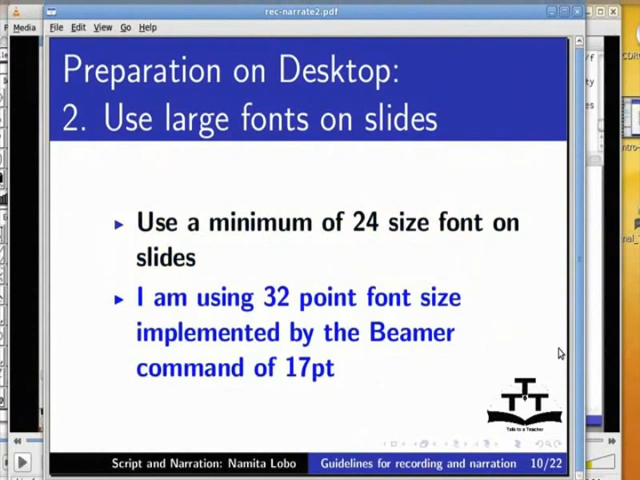 rec-narrate2.pdf
Media
File Edit View Go Help
Preparation on Desktop:
2. Use large fonts on slides
Use a minimum of 24 size font on
slides
I am using 32 point font size
implemented by the Beamer
command of 17pt
TTT
Talk to a Teacher
Script and Narration: Namita Lobo Guidelines for recording and narration 10/22